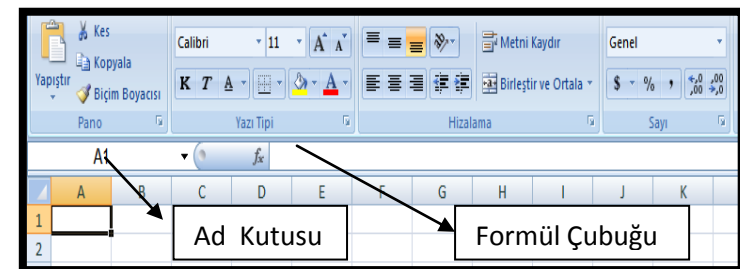 Kes
Kopyala
Yapıştır
Biçim Boyacısı
Pano
Calibri 11 A A
K T A A
Yazı Tipi
Metni Kaydır
Birleştir ve Ortala
Hizalama
Genel
$ % , ,0 ,00 ,00 ,0
Sayı
A1 fx
A B C D E F G H I J K
1
2
Ad Kutusu
Formül Çubuğu